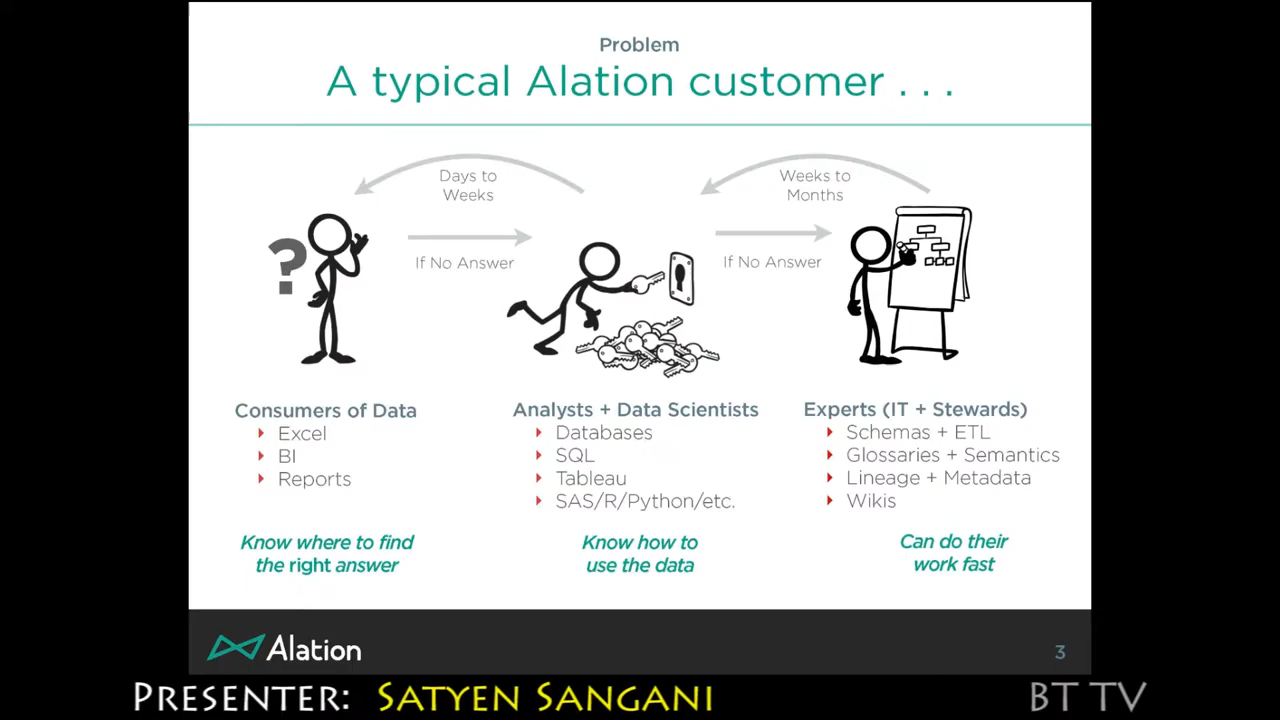 Problem
A typical Alation customer . . .
Days to
Weeks
Weeks to
Months
?
If No Answer
If No Answer
Consumers of Data
Excel
BI
Reports
Know where to find
the right answer
Analysts + Data Scientists
Databases
SQL
Tableau
SAS/R/Python/etc.
Know how to
use the data
Experts (IT + Stewards)
Schemas + ETL
Glossaries + Semantics
Lineage + Metadata
Wikis
Can do their
work fast
Alation
3
PRESENTER: SATYEN SANGANI
BT TV